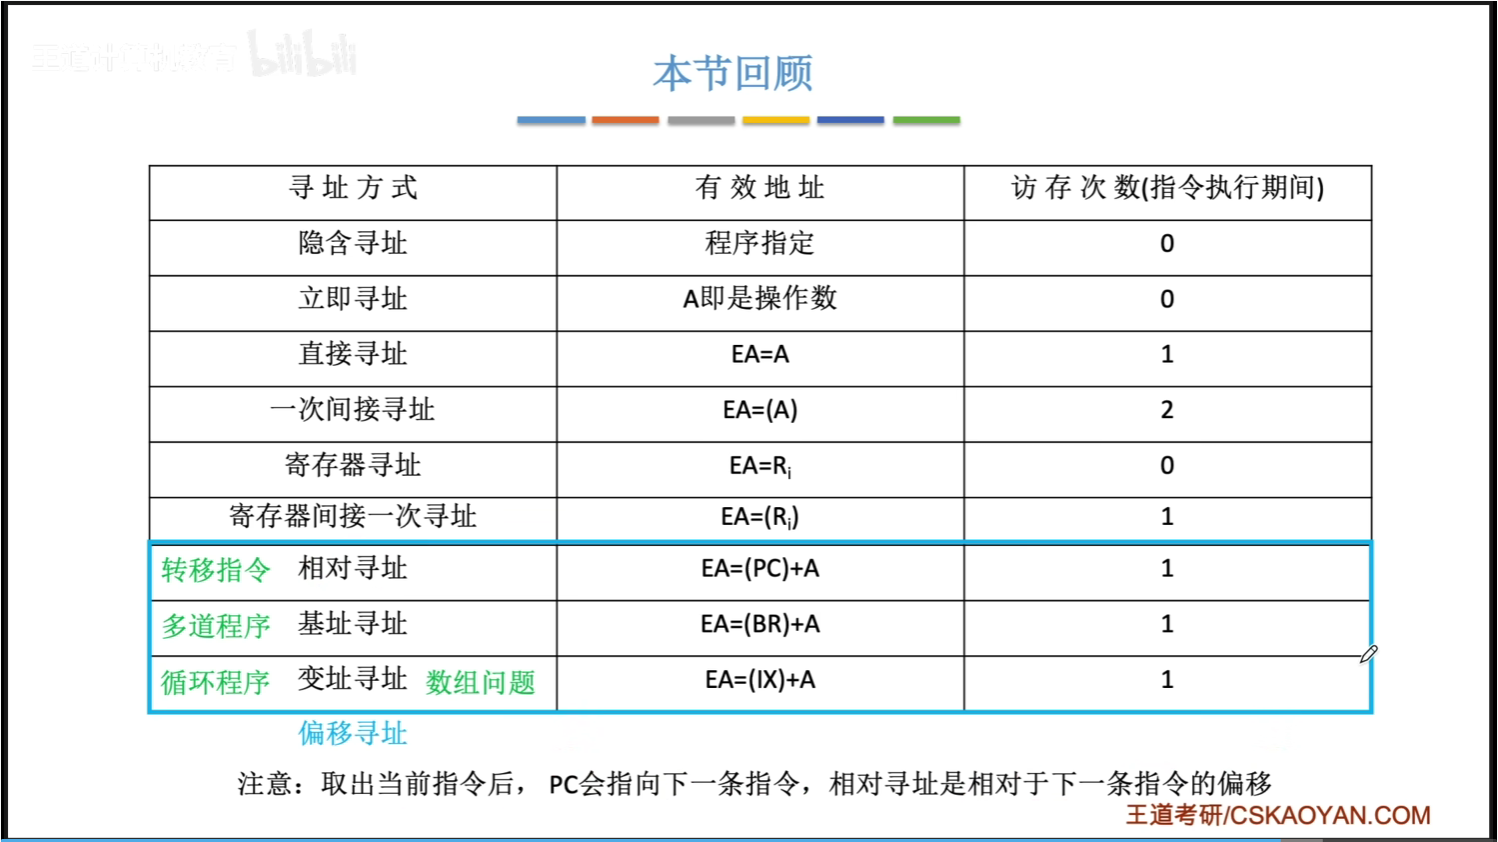 王道计算机教育 bilibili
本节回顾
寻址方式 有效地址 访存次数(指令执行期间)
隐含寻址 程序指定 0
立即寻址 A即是操作数 0
直接寻址 EA=A 1
一次间接寻址 EA=(A) 2
寄存器寻址 EA=Ri 0
寄存器间接一次寻址 EA=(Ri) 1
转移指令 相对寻址 EA=(PC)+A 1
多道程序 基址寻址 EA=(BR)+A 1
循环程序 变址寻址 数组问题 EA=(IX)+A 1
偏移寻址
注意：取出当前指令后， PC会指向下一条指令，相对寻址是相对于下一条指令的偏移
王道考研/CSKAOYAN.COM